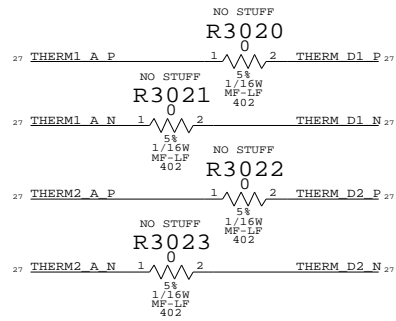 NO STUFF
R3020
0
27 THERM1_A_P 1 2 THERM_D1_P 27
5%
1/16W
MF-LF
402
NO STUFF
R3021
0
27 THERM1_A_N 1 2 THERM_D1_N 27
5%
1/16W
MF-LF
402
NO STUFF
R3022
0
27 THERM2_A_P 1 2 THERM_D2_P 27
5%
1/16W
MF-LF
402
NO STUFF
R3023
0
27 THERM2_A_N 1 2 THERM_D2_N 27
5%
1/16W
MF-LF
402